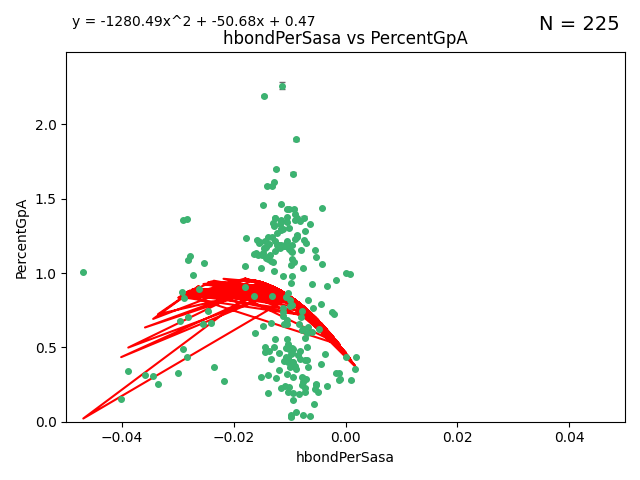 y = -1280.49x^2 + -50.68x + 0.47
N = 225
hbondPerSasa vs PercentGpA
PercentGpA
2.0
1.5
1.0
0.5
0.0
−0.04
−0.02
0.00
0.02
0.04
hbondPerSasa